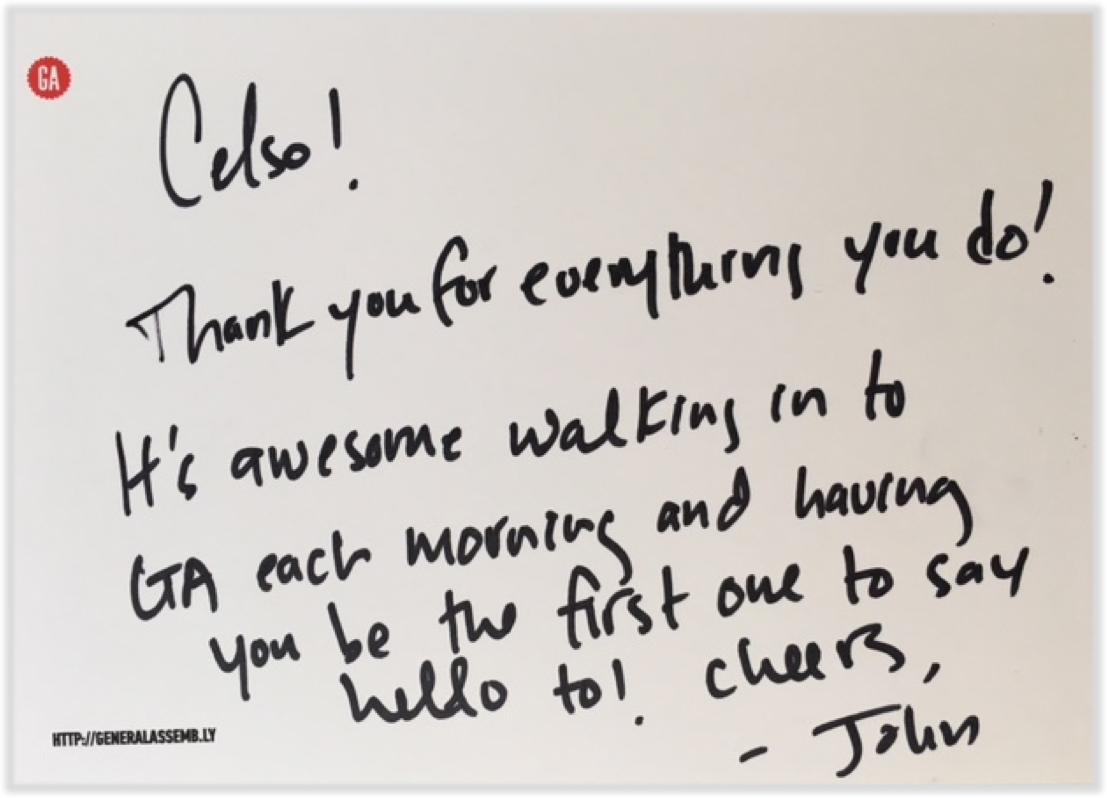 GA
Celso!
Thank you for everything you do!
It's awesome walking in to
GA each morning and having
you be the first one to say
hello to! cheers,
- John
HTTP://GENERALASSEMB.LY